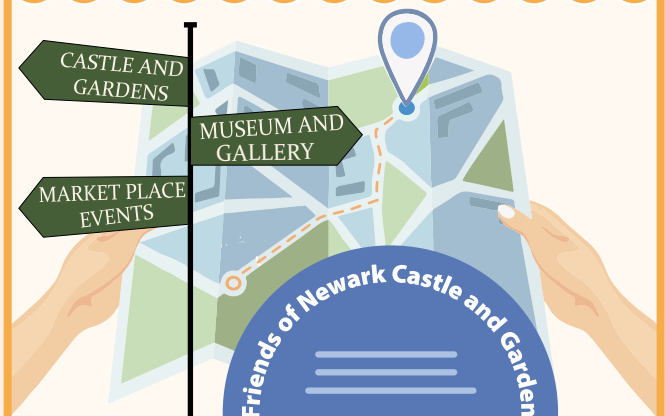 CASTLE AND
GARDENS
MUSEUM AND
GALLERY
MARKET PLACE
EVENTS
Friends of Newark Castle and Garden